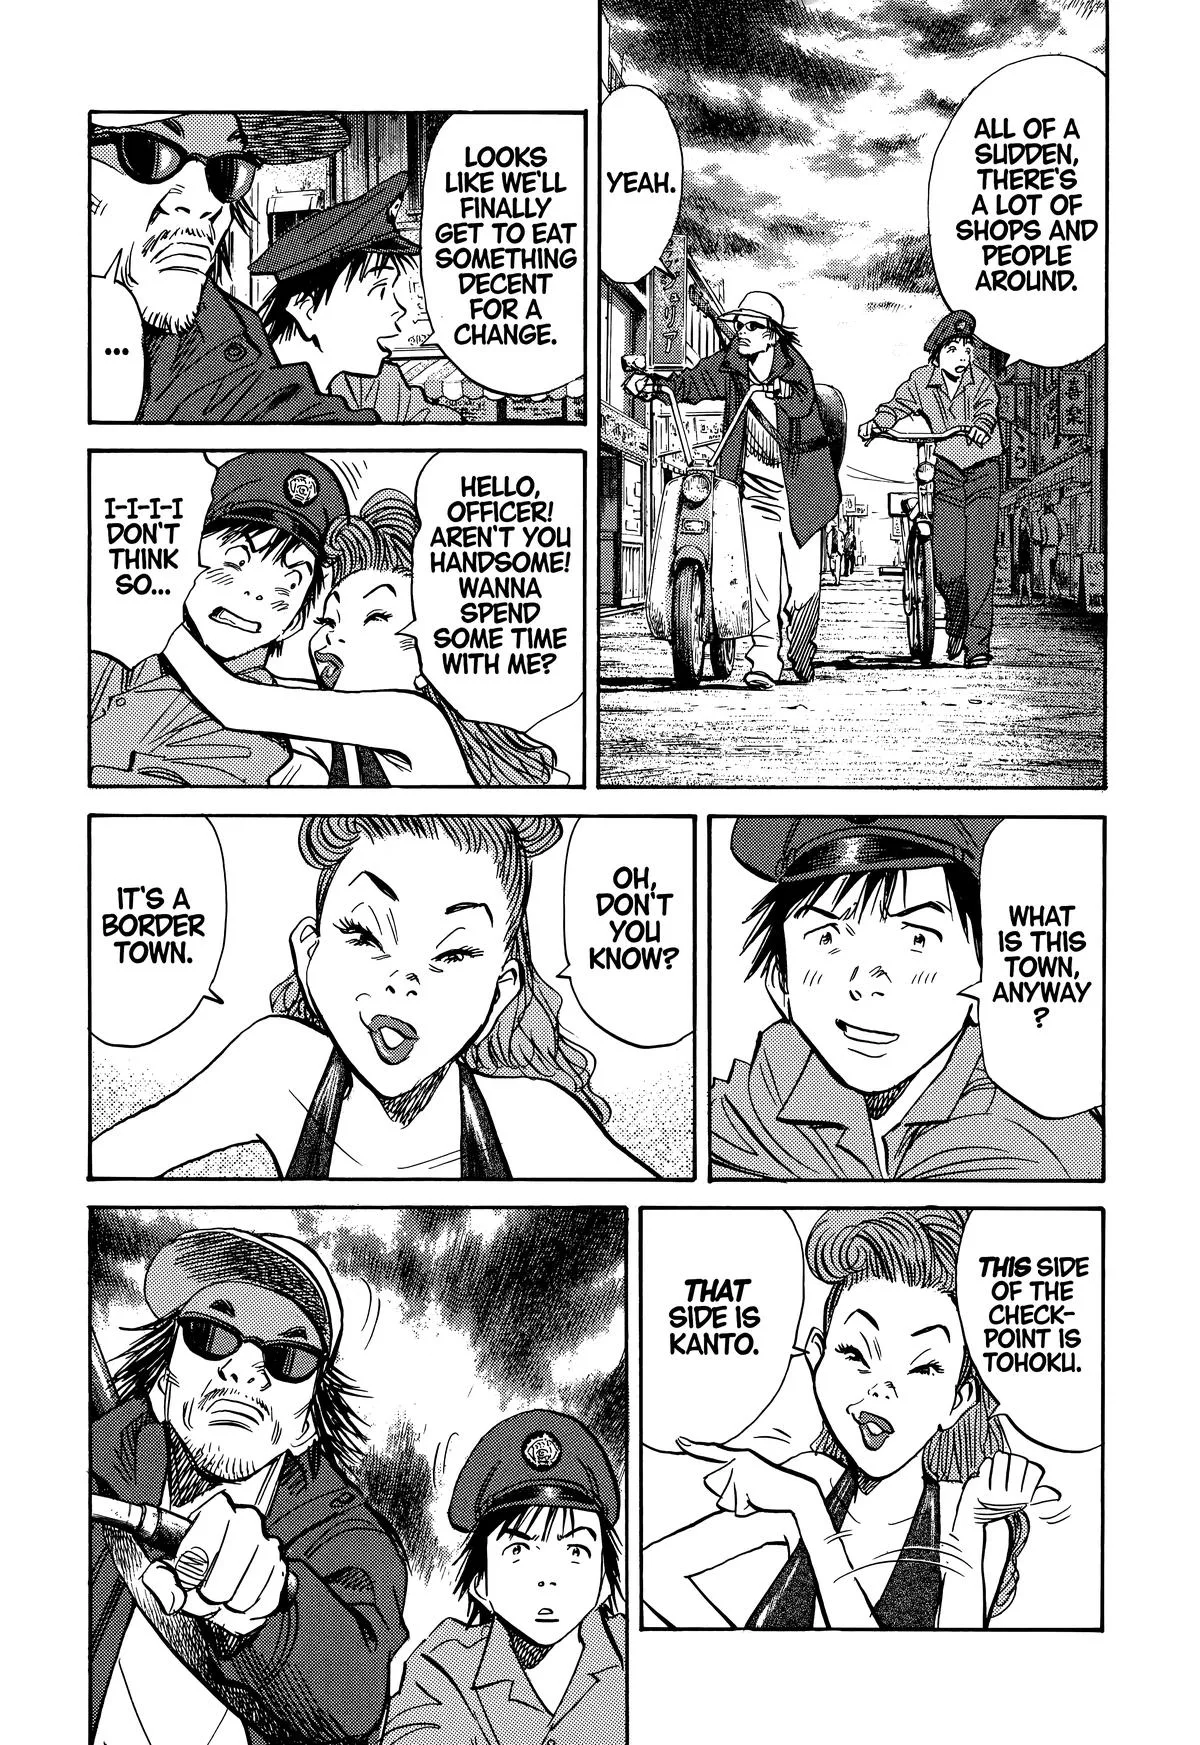 ALL OF A
SUDDEN,
THERE'S
A LOT OF
SHOPS AND
PEOPLE
AROUND.
YEAH.
LOOKS
LIKE WE'LL
FINALLY
GET TO EAT
SOMETHING
DECENT
FOR A
CHANGE.
...
HELLO,
OFFICER!
AREN'T YOU
HANDSOME!
WANNA
SPEND
SOME TIME
WITH ME?
I-I-I-I
DON'T
THINK
SO...
WHAT
IS THIS
TOWN,
ANYWAY
?
OH,
DON'T
YOU
KNOW?
IT'S A
BORDER
TOWN.
THIS SIDE
OF THE
CHECK-
POINT IS
TOHOKU.
THAT
SIDE IS
KANTO.